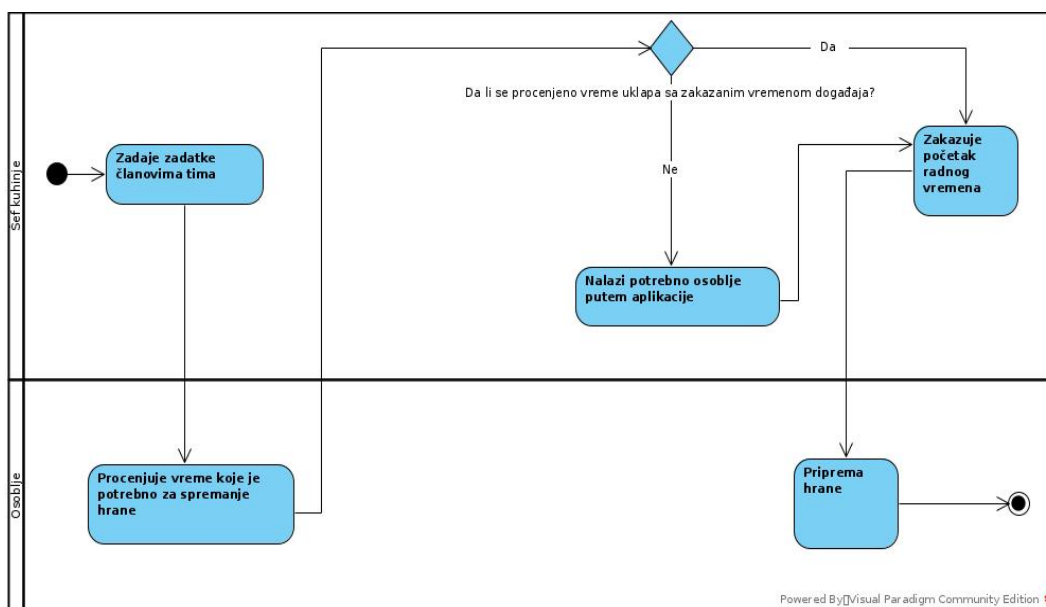 Šef kuhinje
Zadaje zadatke
članovima tima
Da
Da li se procenjeno vreme uklapa sa zakazanim vremenom događaja?
Ne
Zakazuje
početak
radnog
vremena
Nalazi potrebno osoblje
putem aplikacije
Osoblje
Procenjuje vreme koje je
potrebno za spremanje
hrane
Priprema
hrane
Powered By▯Visual Paradigm Community Edition